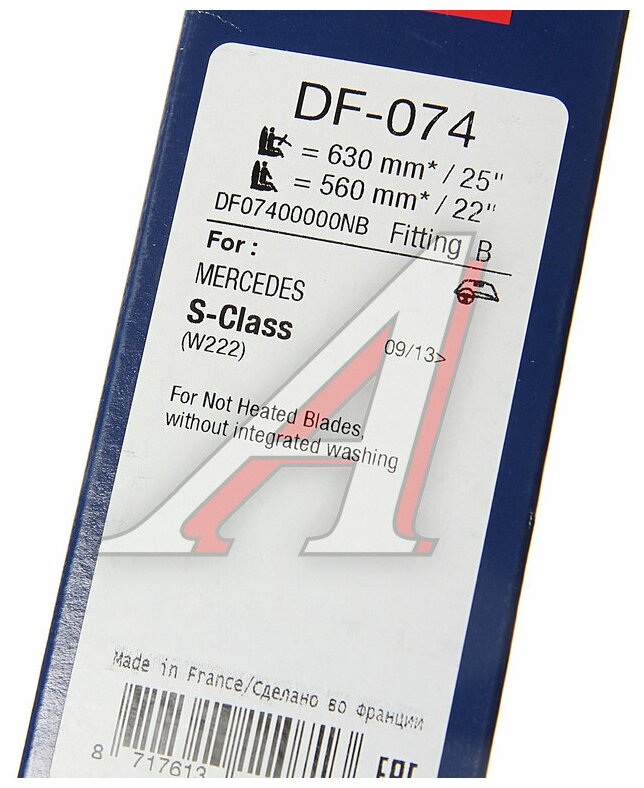 DF-074
= 630 mm* / 25"
= 560 mm* / 22"
DF07400000NB Fitting B
For :
MERCEDES
S-Class
(W222) 09/13>
For Not Heated Blades
without integrated washing
Made in France/Сделано во франции
8 717613
EAC